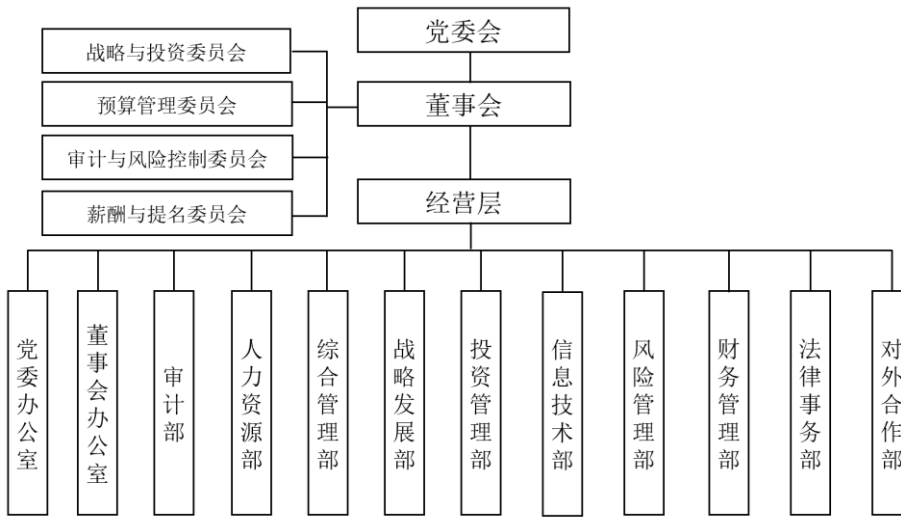 党委会
战略与投资委员会
预算管理委员会
董事会
审计与风险控制委员会
薪酬与提名委员会
经营层
党委办公室
董事会办公室
审计部
人力资源部
综合管理部
战略发展部
投资管理部
信息技术部
风险管理部
财务管理部
法律事务部
对外合作部